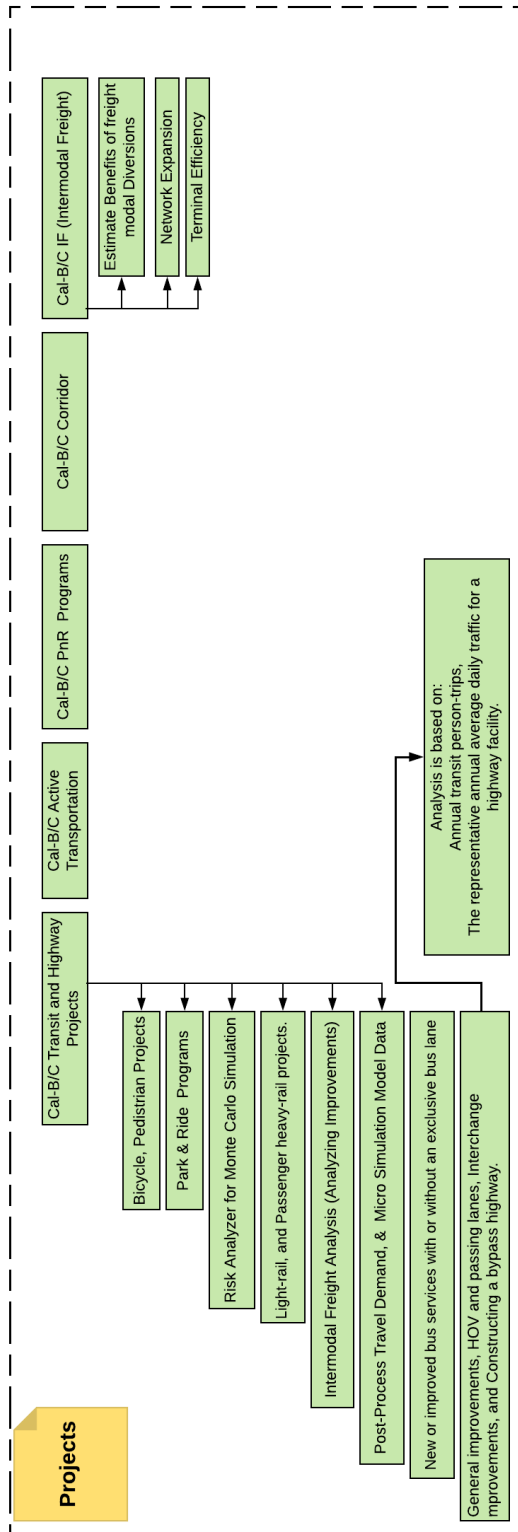 Projects
Cal-B/C Transit and Highway
Projects
Cal-B/C Active
Transportation
Cal-B/C PnR  Programs
Cal-B/C Corridor
Cal-B/C IF (Intermodal Freight)
Bicycle, Pedistrian Projects
Park & Ride  Programs
Risk Analyzer for Monte Carlo Simulation
Light-rail, and Passenger heavy-rail projects.
Intermodal Freight Analysis (Analyzing Improvements)
Post-Process Travel Demand, &  Micro Simulation Model Data
New or improved bus services with or without an exclusive bus lane
General improvements, HOV and passing lanes, Interchange
mprovements, and Constructing a bypass highway.
Analysis is based on:
Annual transit person-trips,
The representative annual average daily traffic for a
highway facility.
Estimate Benefits of freight
modal Diversions
Network Expansion
Terminal Efficiency